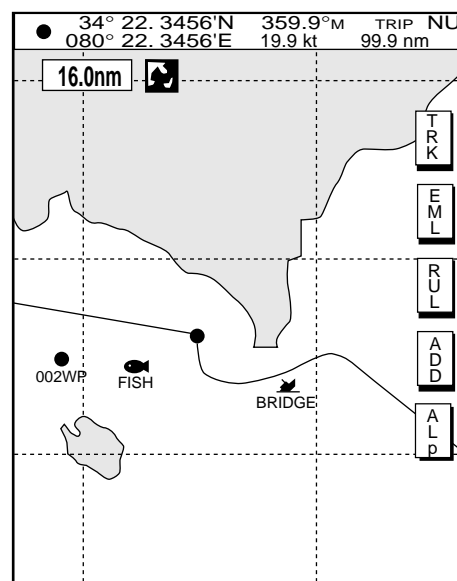 34° 22. 3456'N 359.9°M TRIP NU
080° 22. 3456'E 19.9 kt 99.9 nm
16.0nm
TRK
EML
RUL
ADD
ALp
002WP
FISH
BRIDGE